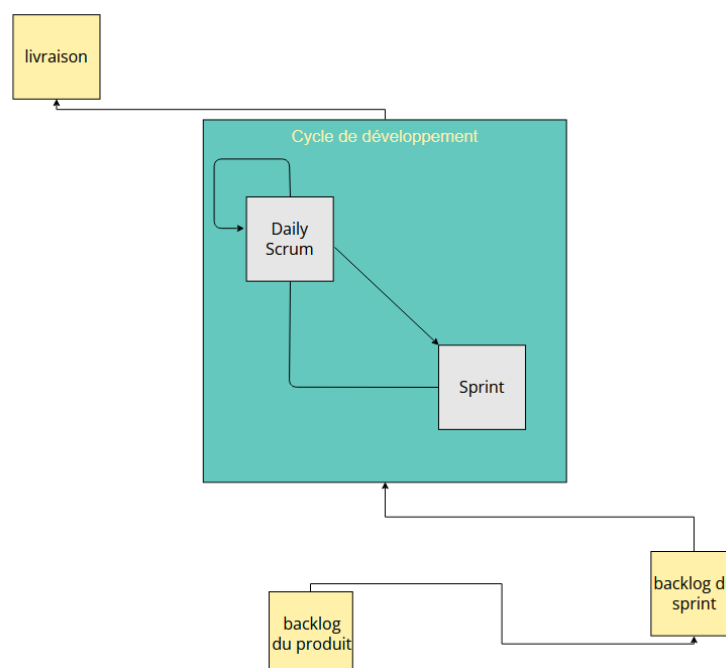 livraison
Cycle de développement
Daily
Scrum
Sprint
backlog d
sprint
backlog
du produit